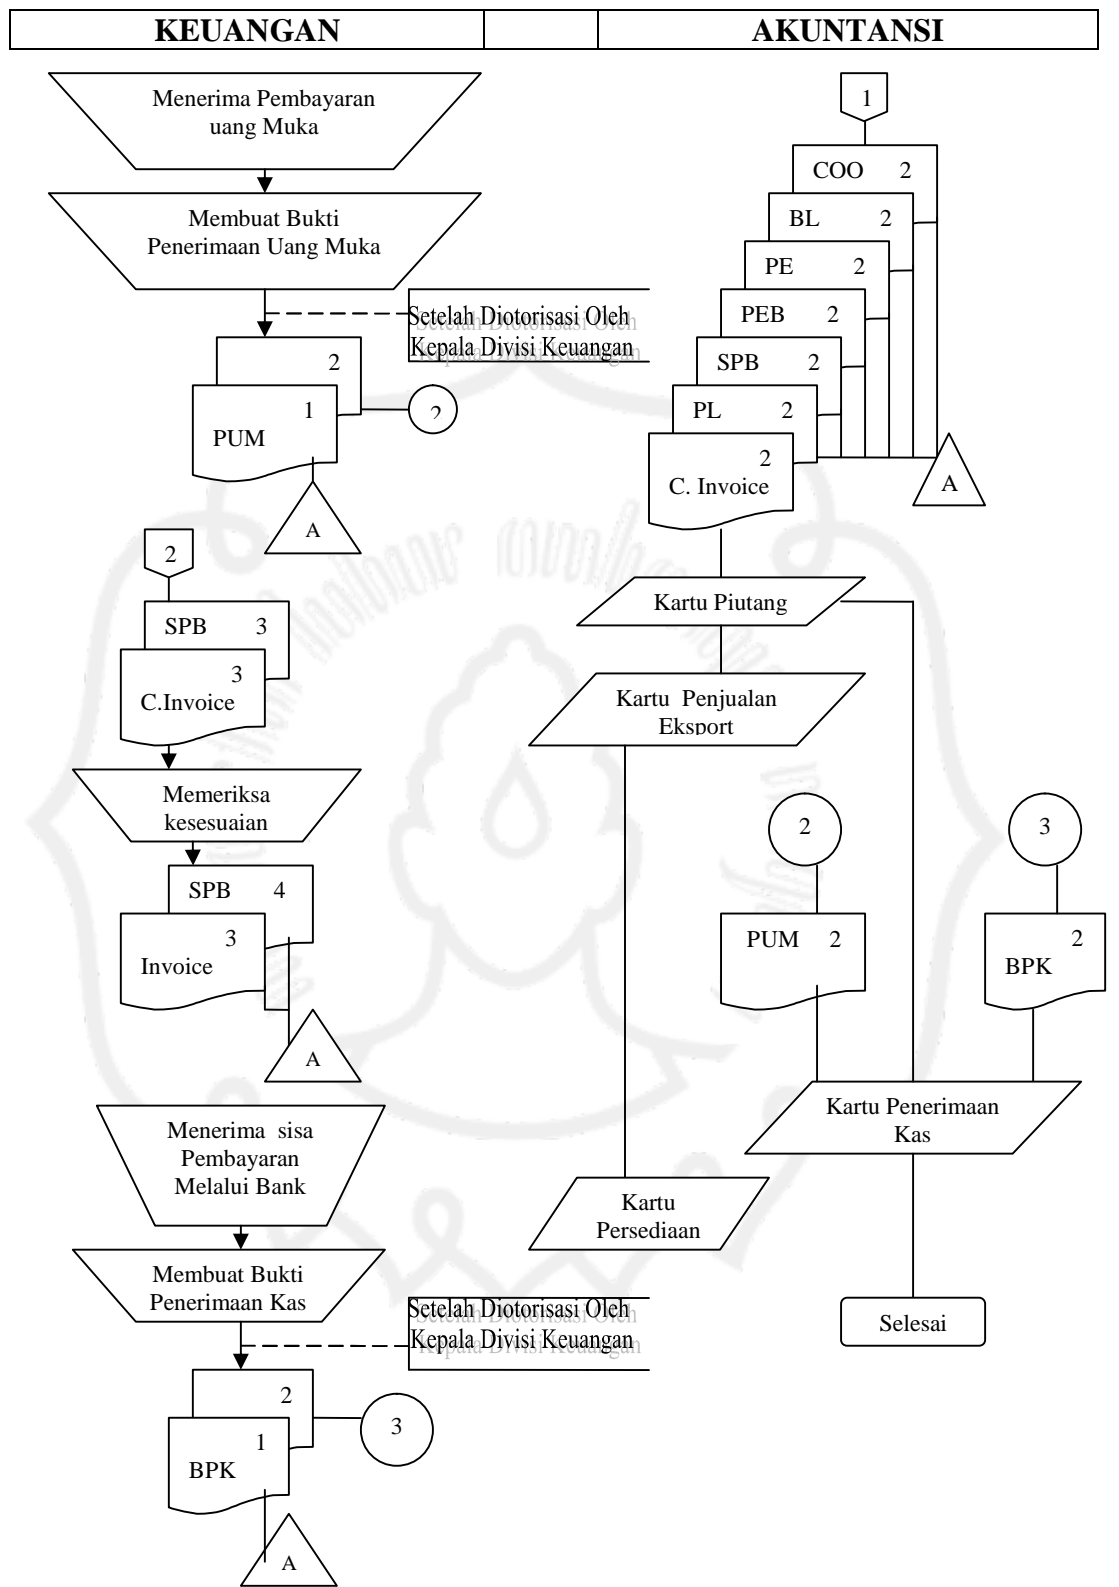 KEUANGAN
AKUNTANSI
Menerima Pembayaran
uang Muka
Membuat Bukti
Penerimaan Uang Muka
Setelah Diotorisasi Oleh
Kepala Divisi Keuangan
2
1
PUM
2
A
2
SPB 3
3
C.Invoice
Memeriksa
kesesuaian
SPB 4
3
Invoice
A
Menerima sisa
Pembayaran
Melalui Bank
Membuat Bukti
Penerimaan Kas
Setelah Diotorisasi Oleh
Kepala Divisi Keuangan
2
1
BPK
3
A
1
COO 2
BL 2
PE 2
PEB 2
SPB 2
PL 2
2
C. Invoice
A
Kartu Piutang
Kartu Penjualan
Eksport
2
3
PUM 2
2
BPK
Kartu Penerimaan
Kas
Kartu
Persediaan
Selesai